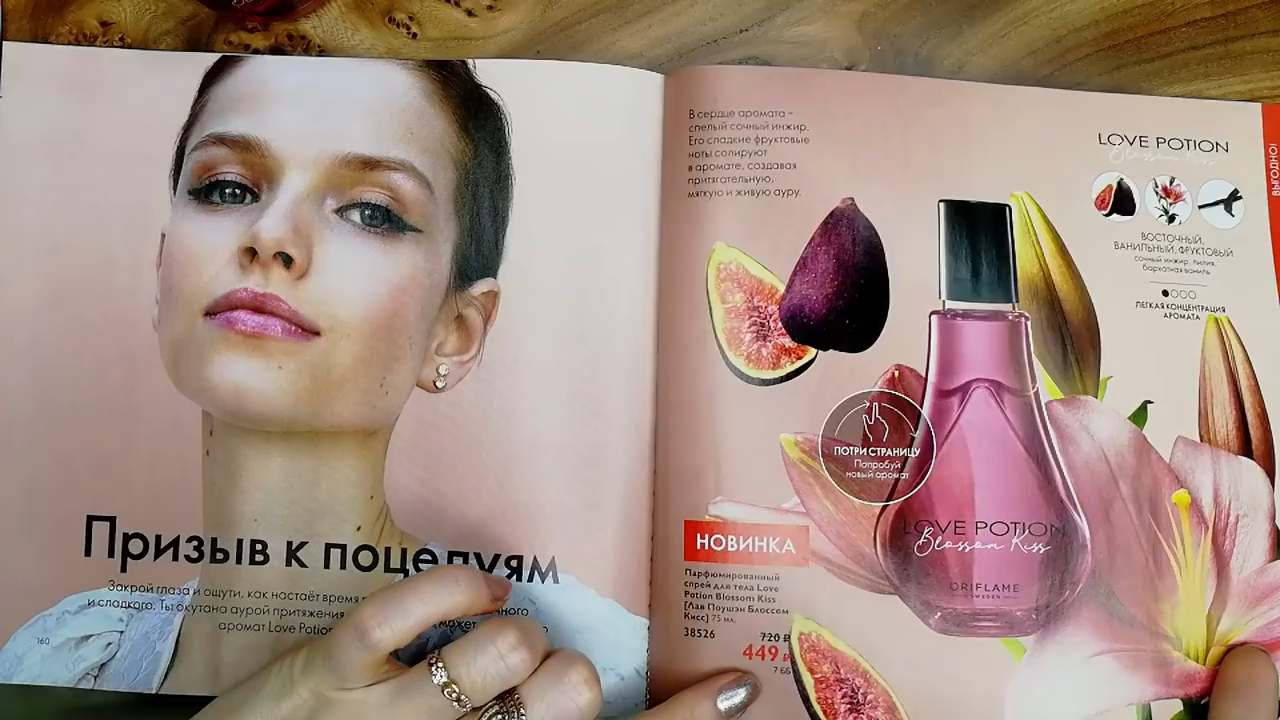 Призыв к поцелуям
Закрой глаза и ощути, как настаёт время
и сладкого. Ты окутана аурой притяжения
может
аромат Love Potion
160
В сердце аромата –
спелый сочный инжир.
Его сладкие фруктовые
ноты солируют
в аромате, создавая
притягательную,
мягкую и живую ауру.
LOVE POTION
Blossom Kiss
ВОСТОЧНЫЙ,
ВАНИЛЬНЫЙ, ФРУКТОВЫЙ
сочный инжир, лилия,
бархатная ваниль
ЛЕГКАЯ КОНЦЕНТРАЦИЯ
АРОМАТА
ВЫГОДНО!
ПОТРИ СТРАНИЦУ
Попробуй
новый аромат
LOVE POTION
Blossom Kiss
ORIFLAME
SWEDEN
НОВИНКА
Парфюмированный
спрей для тела Love
Potion Blossom Kiss
[Лав Поушэн Блоссом
Кисс] 75 мл.
38526
720 ₽
449 ₽
7 ББ